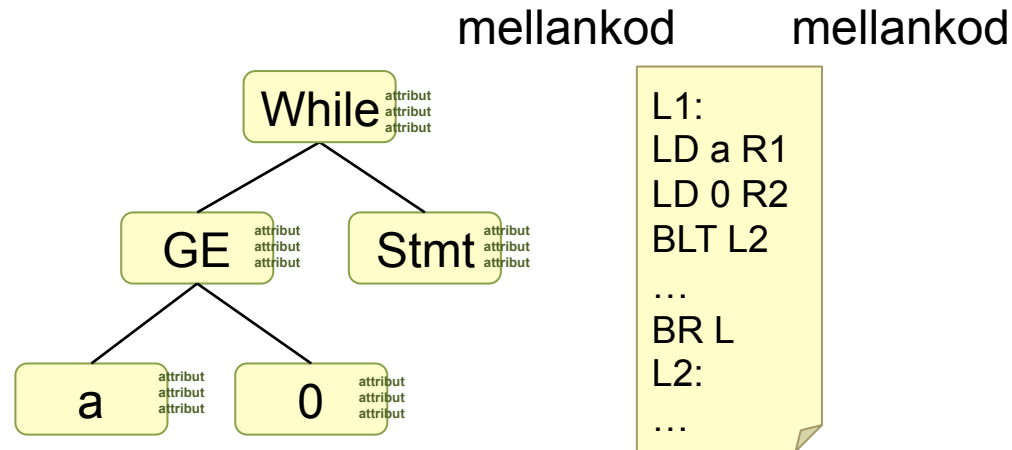 mellankod mellankod
While
attribut
attribut
attribut
GE
attribut
attribut
attribut
Stmt
attribut
attribut
attribut
a
attribut
attribut
attribut
0
attribut
attribut
attribut
L1:
LD a R1
LD 0 R2
BLT L2
…
BR L
L2:
…